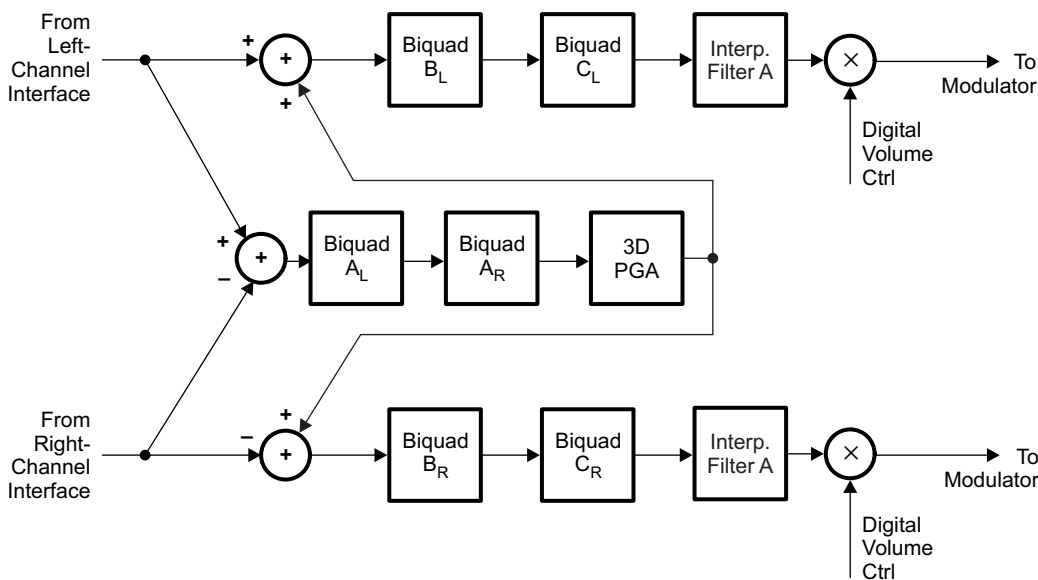 From
Left-
Channel
Interface
+
+
+
Biquad
BL
Biquad
CL
Interp.
Filter A
×
To
Modulator
Digital
Volume
Ctrl
+
–
+
Biquad
AL
Biquad
AR
3D
PGA
From
Right-
Channel
Interface
–
+
+
Biquad
BR
Biquad
CR
Interp.
Filter A
×
To
Modulator
Digital
Volume
Ctrl